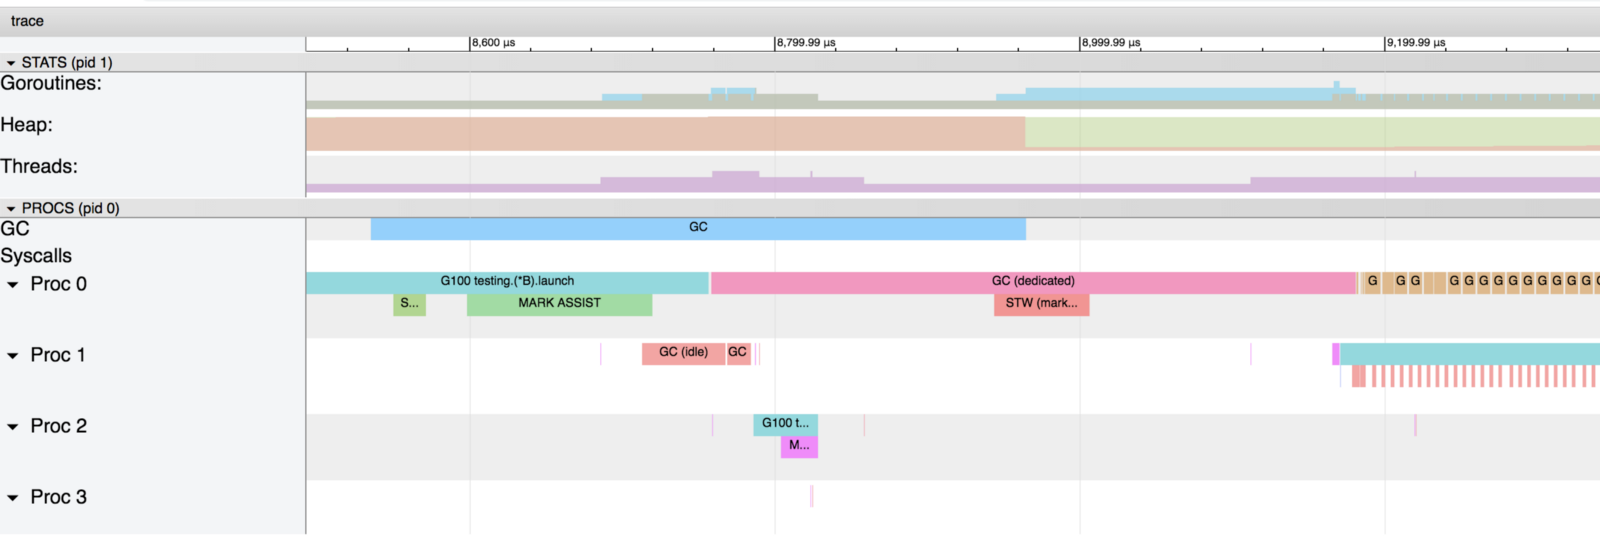 trace
8,600 µs 8,799.99 µs 8,999.99 µs 9,199.99 µs
STATS (pid 1)
Goroutines:
Heap:
Threads:
PROCS (pid 0)
GC GC
Syscalls
Proc 0 G100 testing.(*B).launch GC (dedicated) G G G G G G G G G G G G G
S... MARK ASSIST STW (mark...
Proc 1 GC (idle) GC
Proc 2 G100 t...
M...
Proc 3